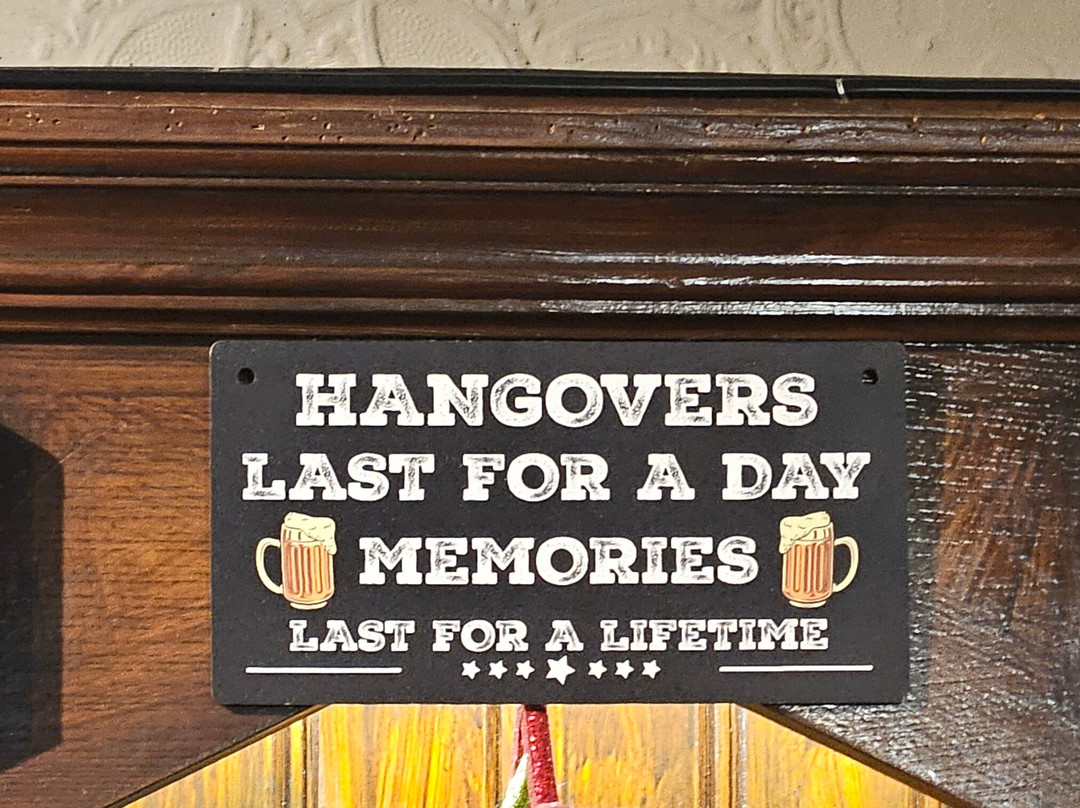 HANGOVERS
LAST FOR A DAY
MEMORIES
LAST FOR A LIFETIME